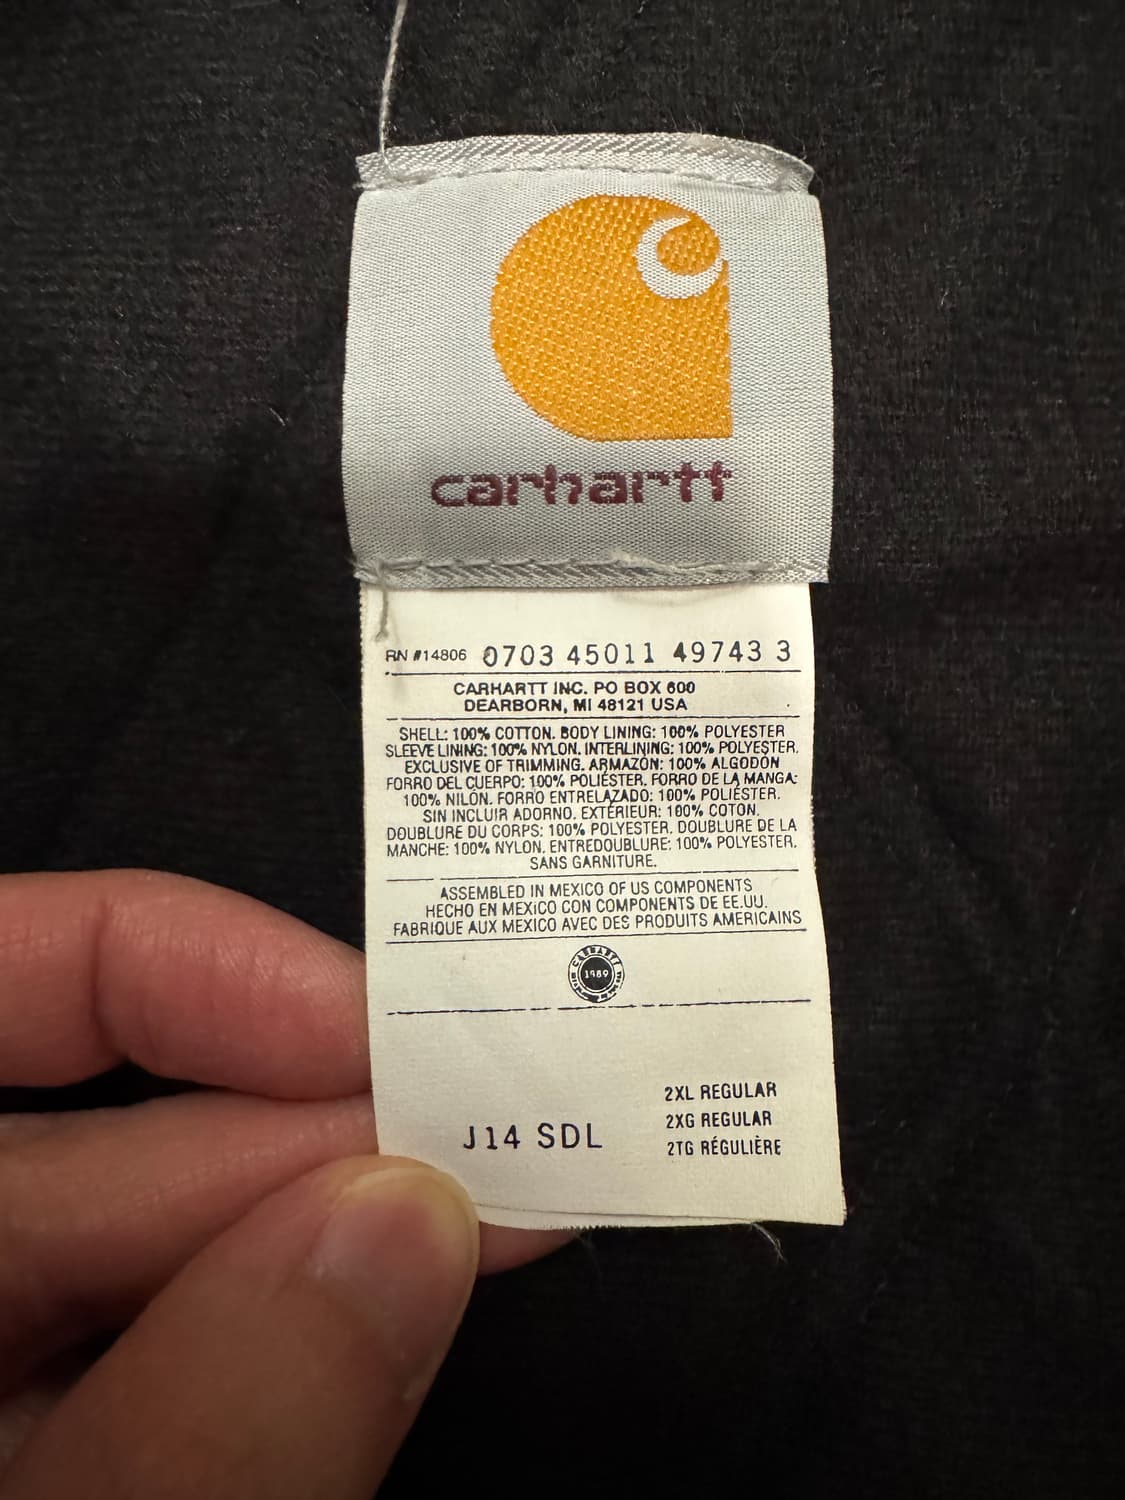 carhartt
RN #14806 0703 45011 49743 3
CARHARTT INC. PO BOX 600
DEARBORN, MI 48121 USA
SHELL: 100% COTTON. BODY LINING: 100% POLYESTER
SLEEVE LINING: 100% NYLON. INTERLINING: 100% POLYESTER.
EXCLUSIVE OF TRIMMING. ARMAZÓN: 100% ALGODÓN
FORRO DEL CUERPO: 100% POLIÉSTER. FORRO DE LA MANGA:
100% NILÓN. FORRO ENTRELAZADO: 100% POLIÉSTER.
SIN INCLUIR ADORNO. EXTÉRIEUR: 100% COTON.
DOUBLURE DU CORPS: 100% POLYESTER. DOUBLURE DE LA
MANCHE: 100% NYLON. ENTREDOUBLURE: 100% POLYESTER.
SANS GARNITURE.
ASSEMBLED IN MEXICO OF US COMPONENTS
HECHO EN MEXICO CON COMPONENTS DE EE.UU.
FABRIQUE AUX MEXICO AVEC DES PRODUITS AMERICAINS
CARHARTT
1889
2XL REGULAR
2XG REGULAR
J14 SDL
2TG RÉGULIÈRE